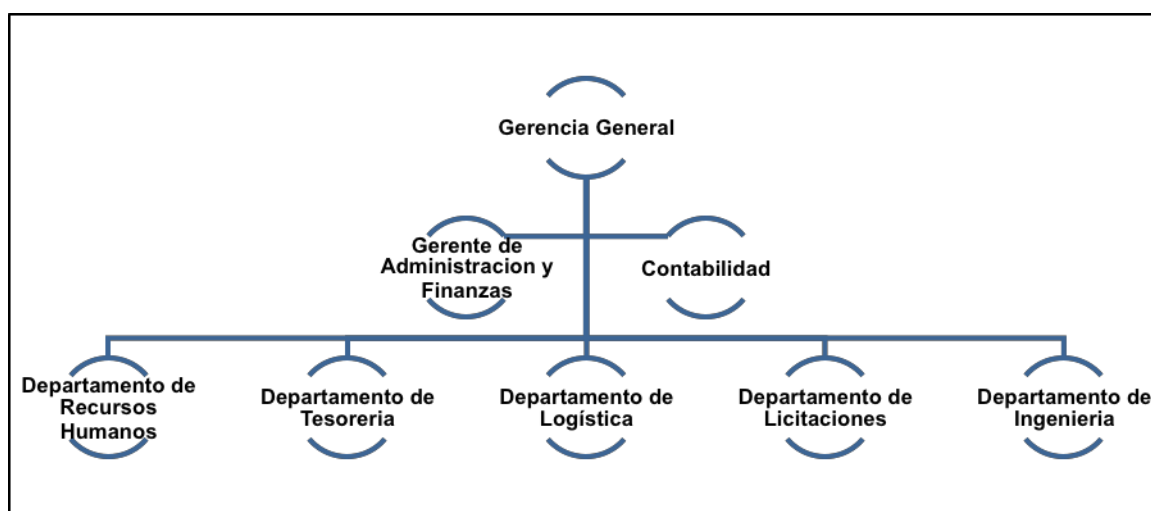 Gerencia General
Gerente de
Administracion y
Finanzas
Contabilidad
Departamento de
Recursos
Humanos
Departamento de
Tesoreria
Departamento de
Logística
Departamento de
Licitaciones
Departamento de
Ingenieria